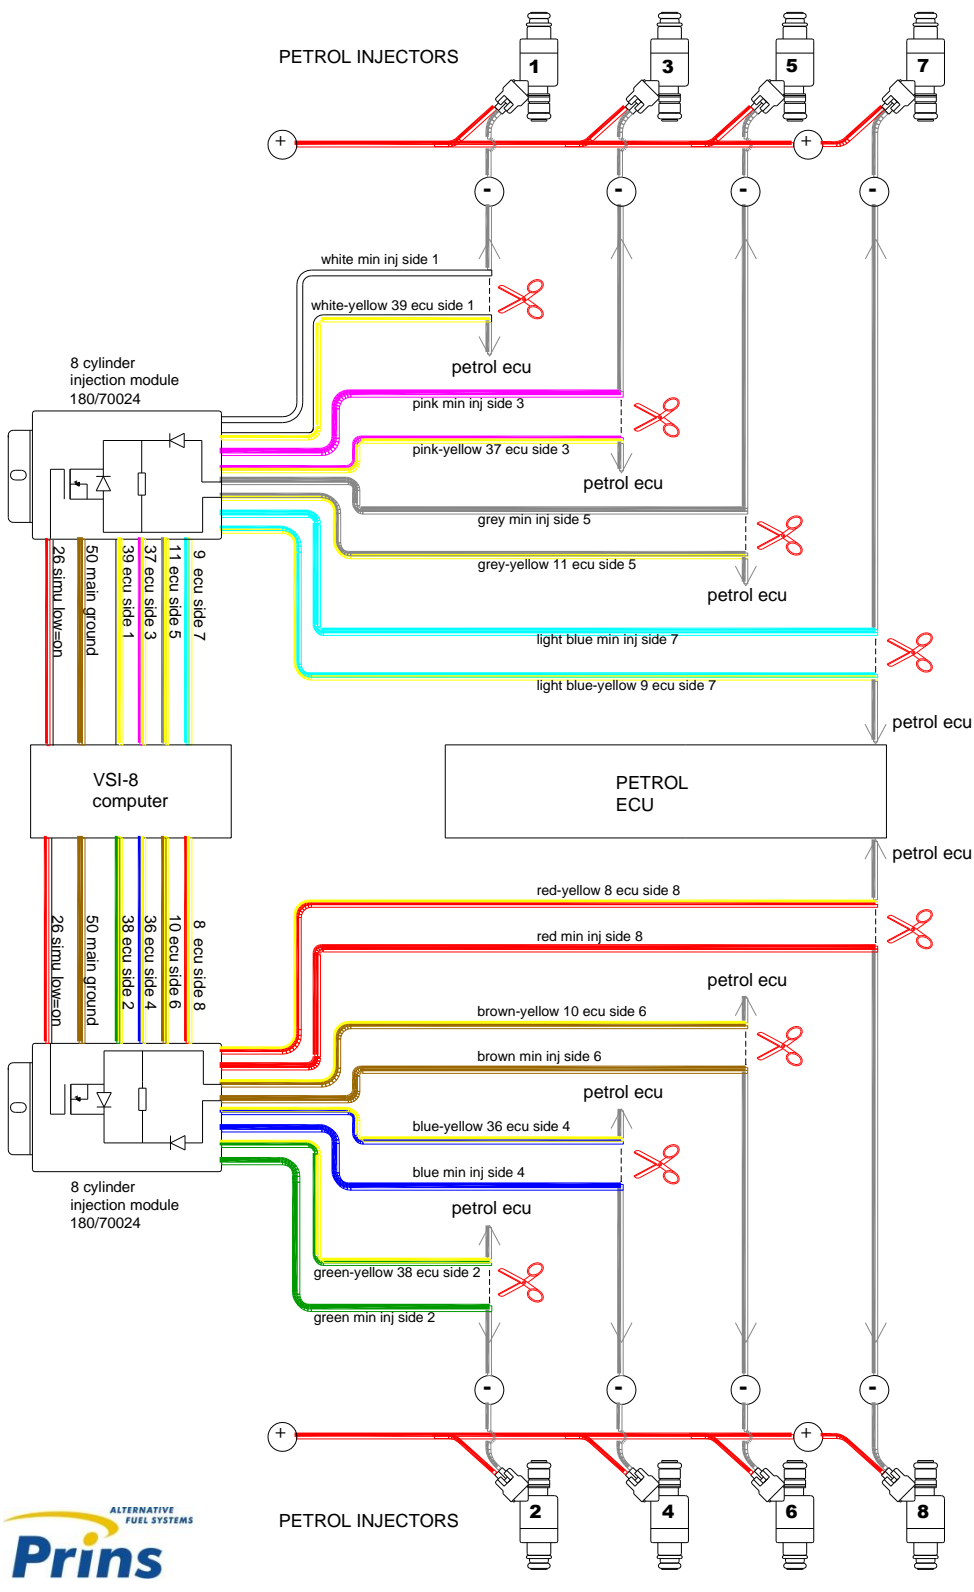 PETROL INJECTORS
1
3
5
7
+
+
-
-
-
-
white min inj side 1
white-yellow 39 ecu side 1
petrol ecu
8 cylinder
injection module
180/70024
pink min inj side 3
pink-yellow 37 ecu side 3
petrol ecu
grey min inj side 5
grey-yellow 11 ecu side 5
petrol ecu
26 simu low=on
50 main ground
39 ecu side 1
37 ecu side 3
11 ecu side 5
9 ecu side 7
light blue min inj side 7
light blue-yellow 9 ecu side 7
petrol ecu
VSI-8
computer
PETROL
ECU
petrol ecu
red-yellow 8 ecu side 8
red min inj side 8
26 simu low=on
50 main ground
38 ecu side 2
36 ecu side 4
10 ecu side 6
8 ecu side 8
petrol ecu
brown-yellow 10 ecu side 6
brown min inj side 6
petrol ecu
blue-yellow 36 ecu side 4
blue min inj side 4
8 cylinder
injection module
180/70024
petrol ecu
green-yellow 38 ecu side 2
green min inj side 2
-
-
-
-
+
+
PETROL INJECTORS
2
4
6
8
ALTERNATIVE
FUEL SYSTEMS
Prins